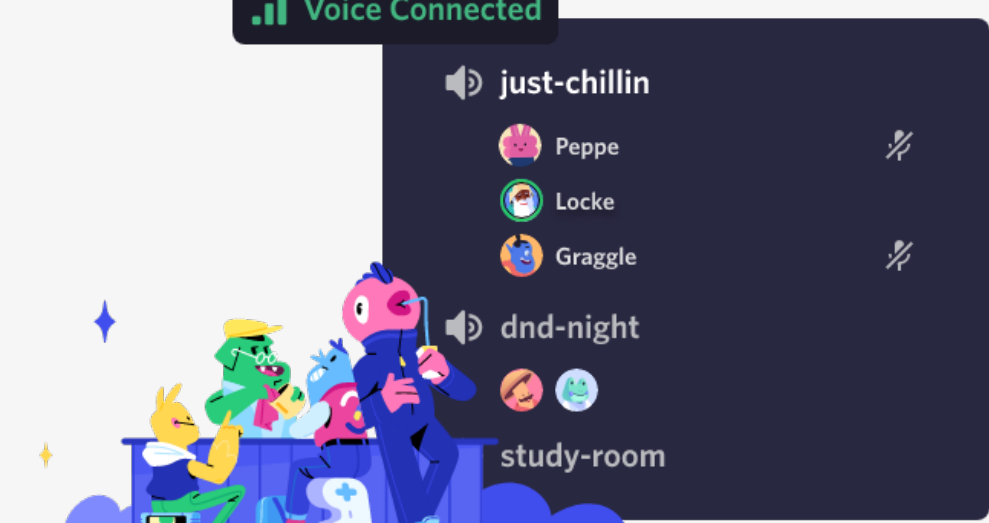 Voice Connected
just-chillin
Peppe
Locke
Graggle
dnd-night
study-room